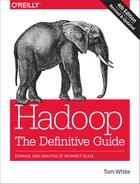 O'REILLY®
4th Edition
Revised & Updated
Hadoop
The Definitive Guide
STORAGE AND ANALYSIS AT INTERNET SCALE
Tom White